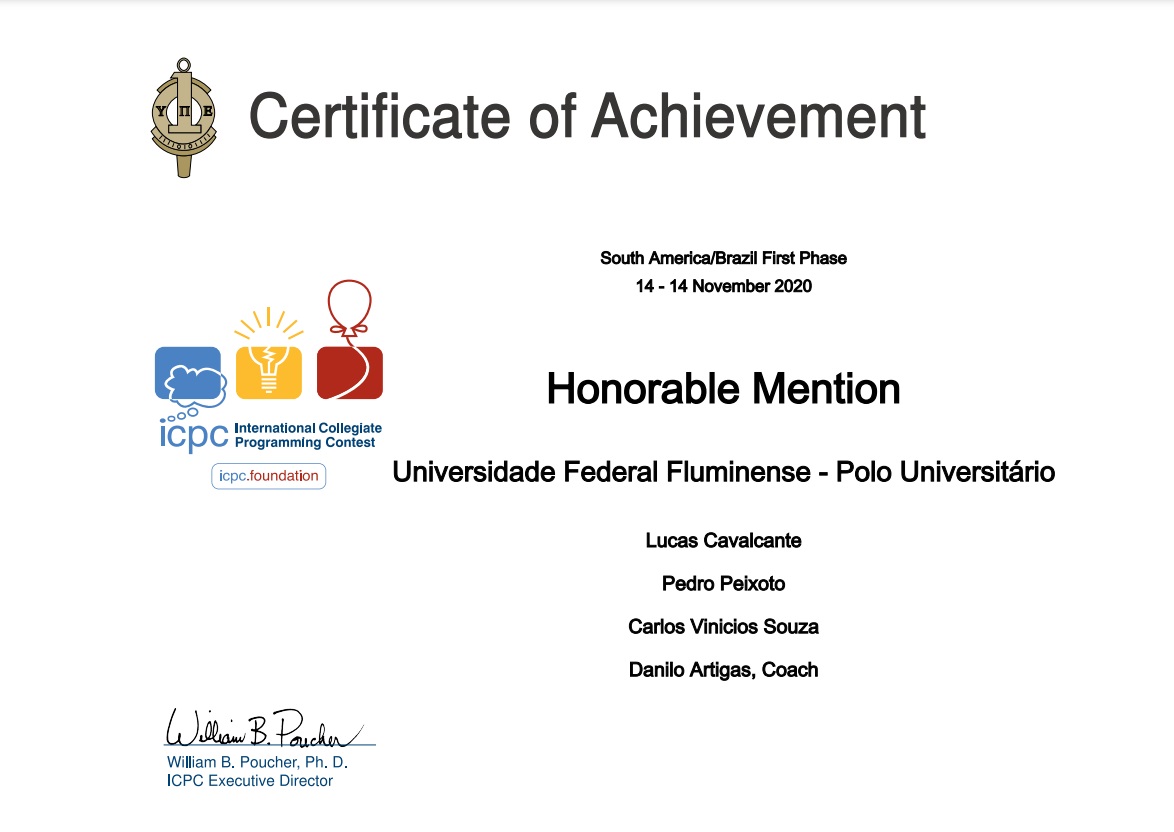 Υ Π Ε
Certificate of Achievement
South America/Brazil First Phase
14 - 14 November 2020
Honorable Mention
icpc International Collegiate
Programming Contest
icpc.foundation
Universidade Federal Fluminense - Polo Universitário
Lucas Cavalcante
Pedro Peixoto
Carlos Vinicios Souza
Danilo Artigas, Coach
William B. Poucher
William B. Poucher, Ph. D.
ICPC Executive Director